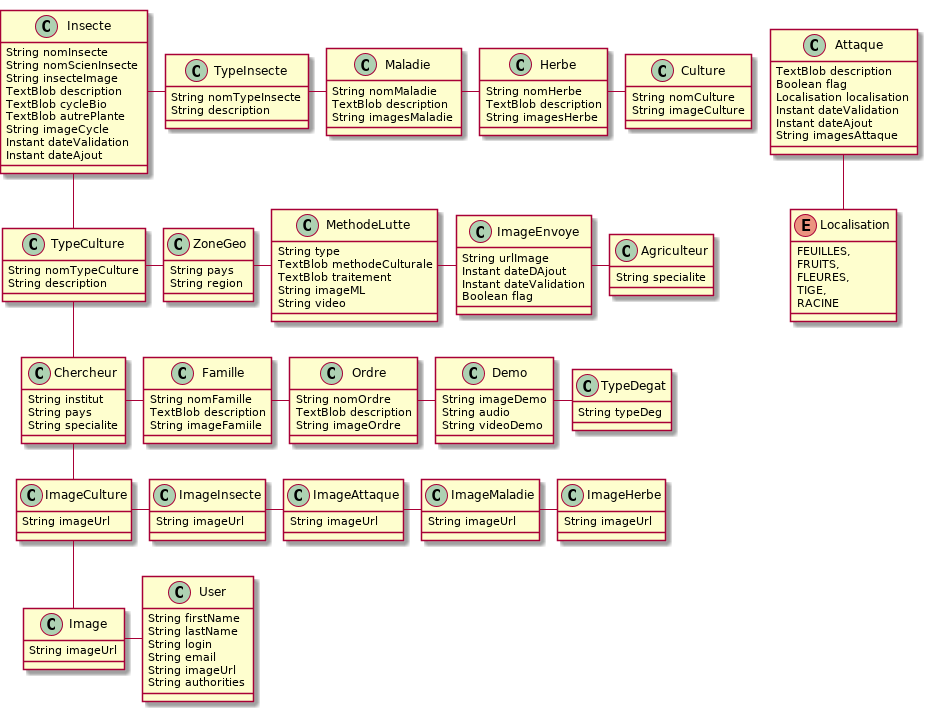 C Insecte
String nomInsecte
String nomScienInsecte
String insecteImage
TextBlob description
TextBlob cycleBio
TextBlob autrePlante
String imageCycle
Instant dateValidation
Instant dateAjout
C TypeInsecte
String nomTypeInsecte
String description
C Maladie
String nomMaladie
TextBlob description
String imagesMaladie
C Herbe
String nomHerbe
TextBlob description
String imagesHerbe
C Culture
String nomCulture
String imageCulture
C Attaque
TextBlob description
Boolean flag
Localisation localisation
Instant dateValidation
Instant dateAjout
String imagesAttaque
C TypeCulture
String nomTypeCulture
String description
C ZoneGeo
String pays
String region
C MethodeLutte
String type
TextBlob methodeCulturale
TextBlob traitement
String imageML
String video
C ImageEnvoye
String urlImage
Instant dateDAjout
Instant dateValidation
Boolean flag
C Agriculteur
String specialite
E Localisation
FEUILLES,
FRUITS,
FLEURES,
TIGE,
RACINE
C Chercheur
String institut
String pays
String specialite
C Famille
String nomFamille
TextBlob description
String imageFamiile
C Ordre
String nomOrdre
TextBlob description
String imageOrdre
C Demo
String imageDemo
String audio
String videoDemo
C TypeDegat
String typeDeg
C ImageCulture
String imageUrl
C ImageInsecte
String imageUrl
C ImageAttaque
String imageUrl
C ImageMaladie
String imageUrl
C ImageHerbe
String imageUrl
C Image
String imageUrl
C User
String firstName
String lastName
String login
String email
String imageUrl
String authorities